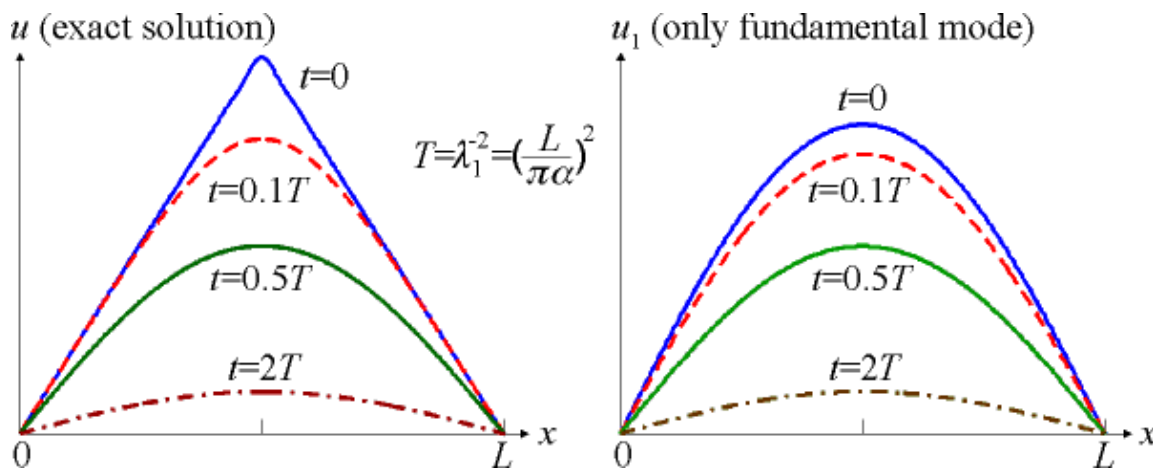 u (exact solution)
t=0
T=λ₁⁻²=(L/πα)²
t=0.1T
t=0.5T
t=2T
0
L
x
u₁ (only fundamental mode)
t=0
t=0.1T
t=0.5T
t=2T
0
L
x